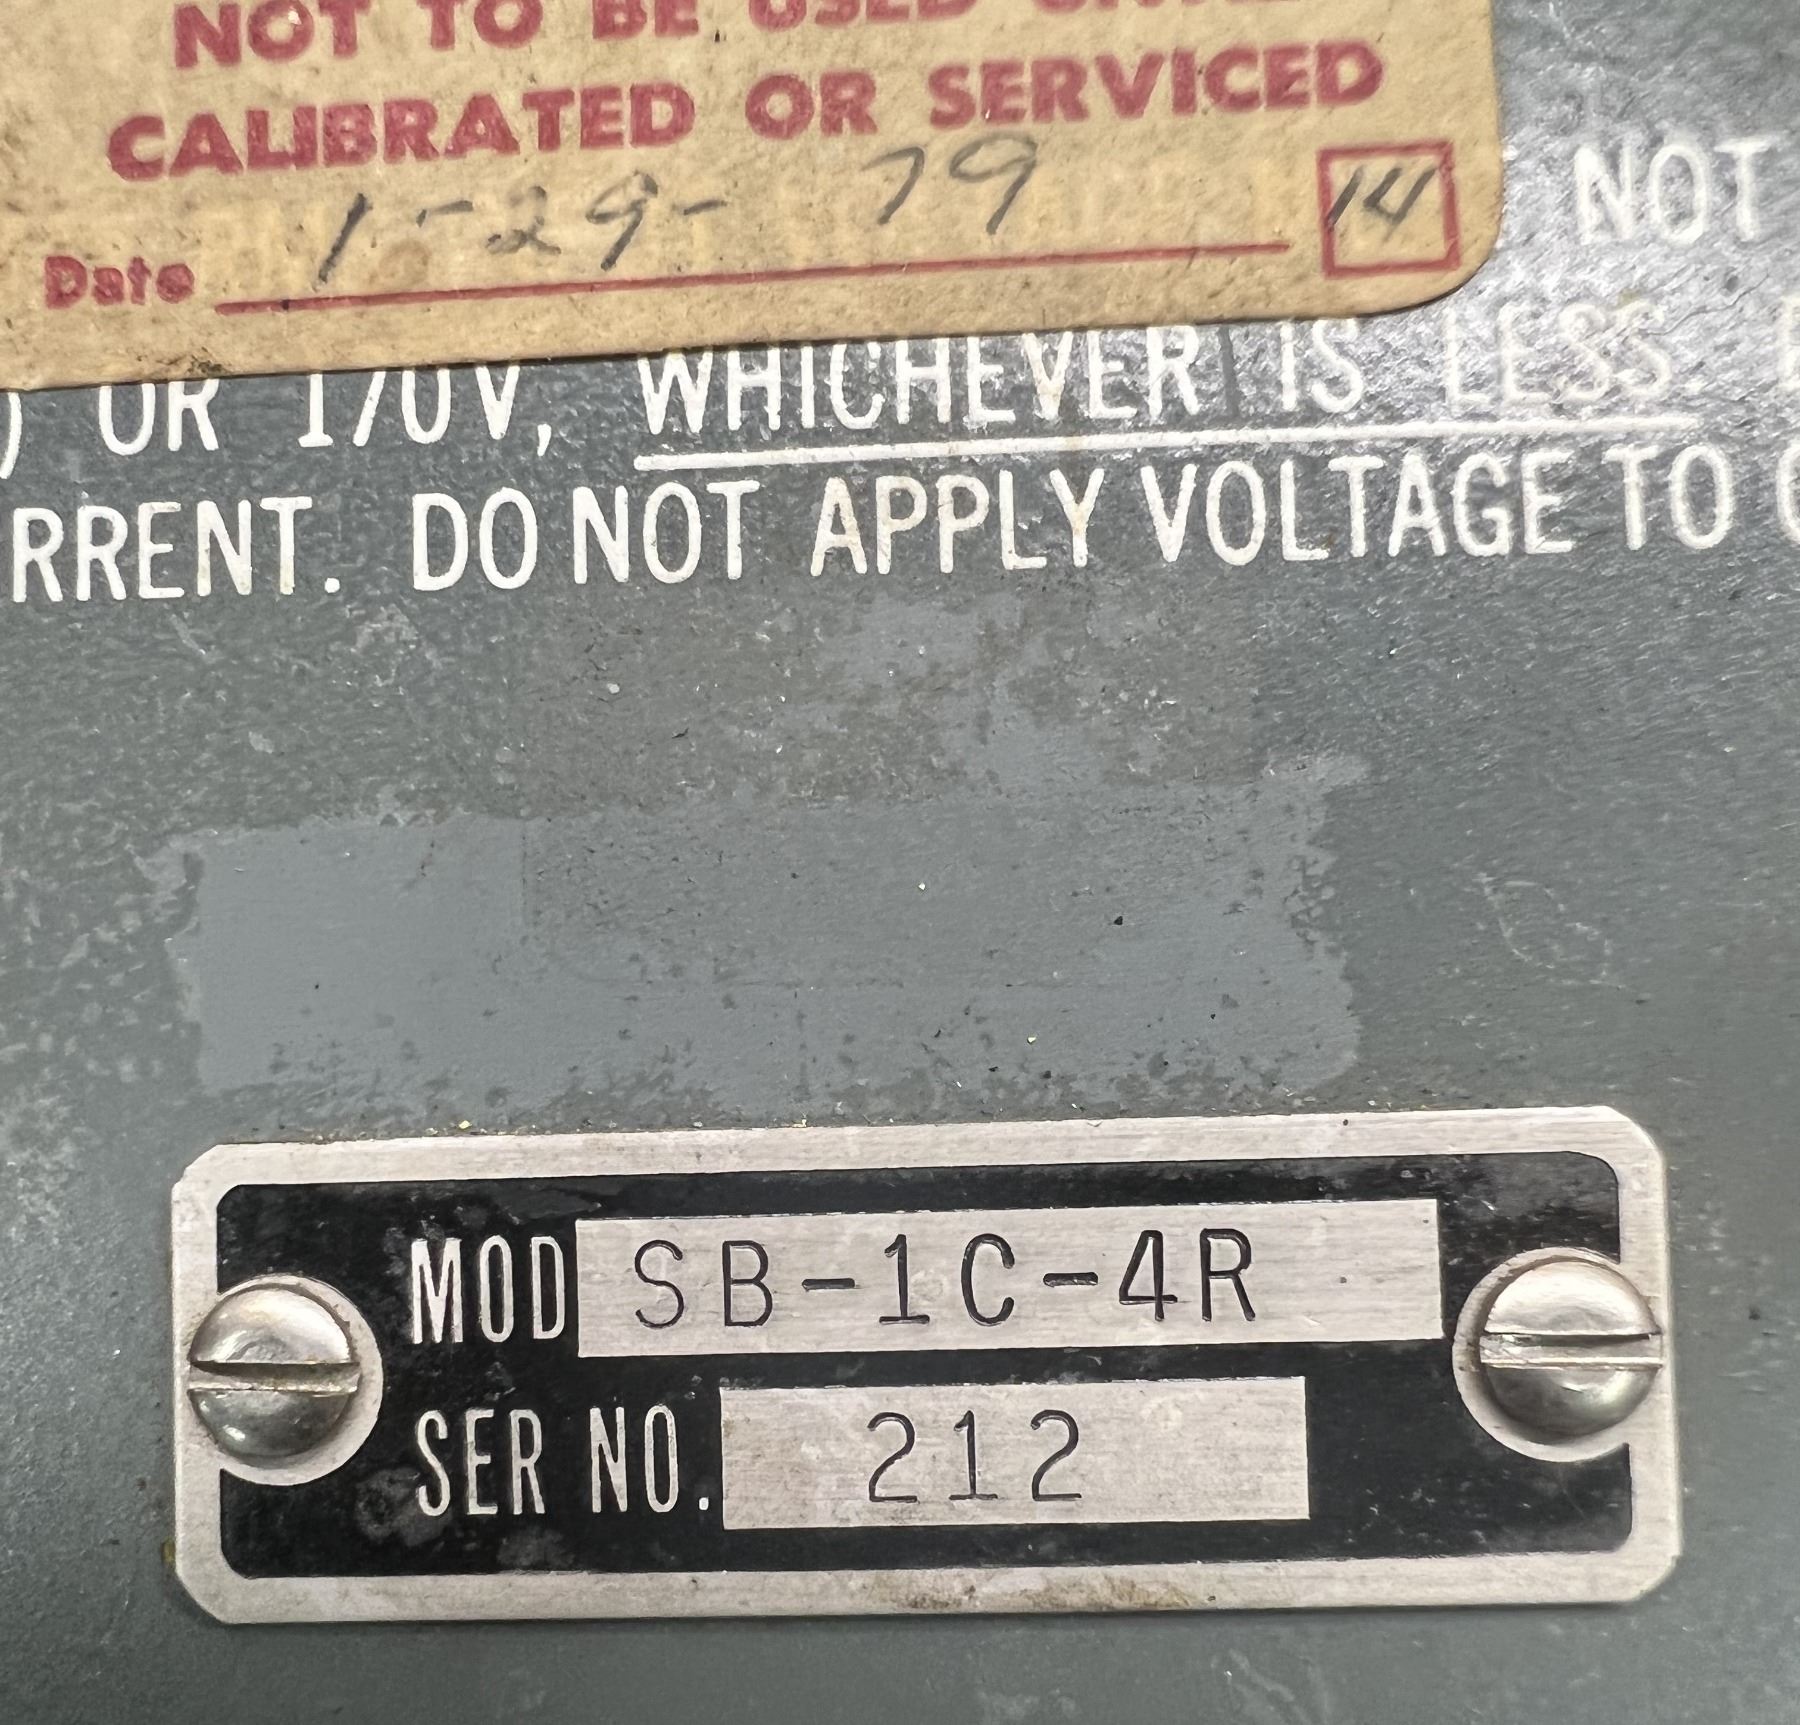 NOT TO BE USED UNTIL
CALIBRATED OR SERVICED
Date 1-29-79 14
NOT
) OR 170V, WHICHEVER IS LESS.
RRENT. DO NOT APPLY VOLTAGE TO
MOD SB-1C-4R
SER NO. 212